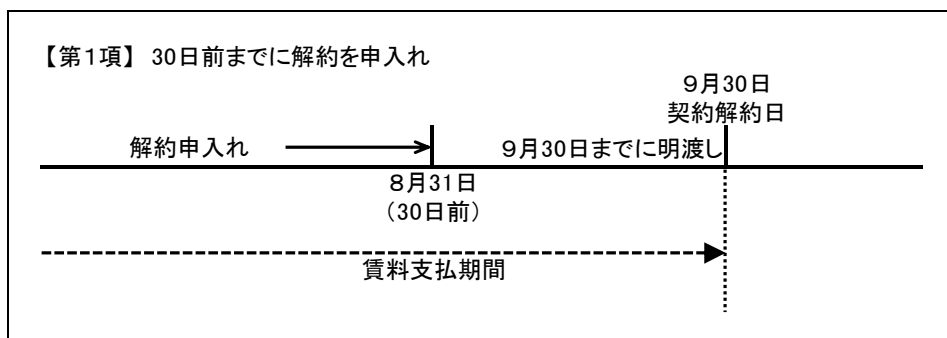 【第１項】 30日前までに解約を申入れ
９月30日
契約解約日
解約申入れ
９月30日までに明渡し
８月31日
（30日前）
賃料支払期間